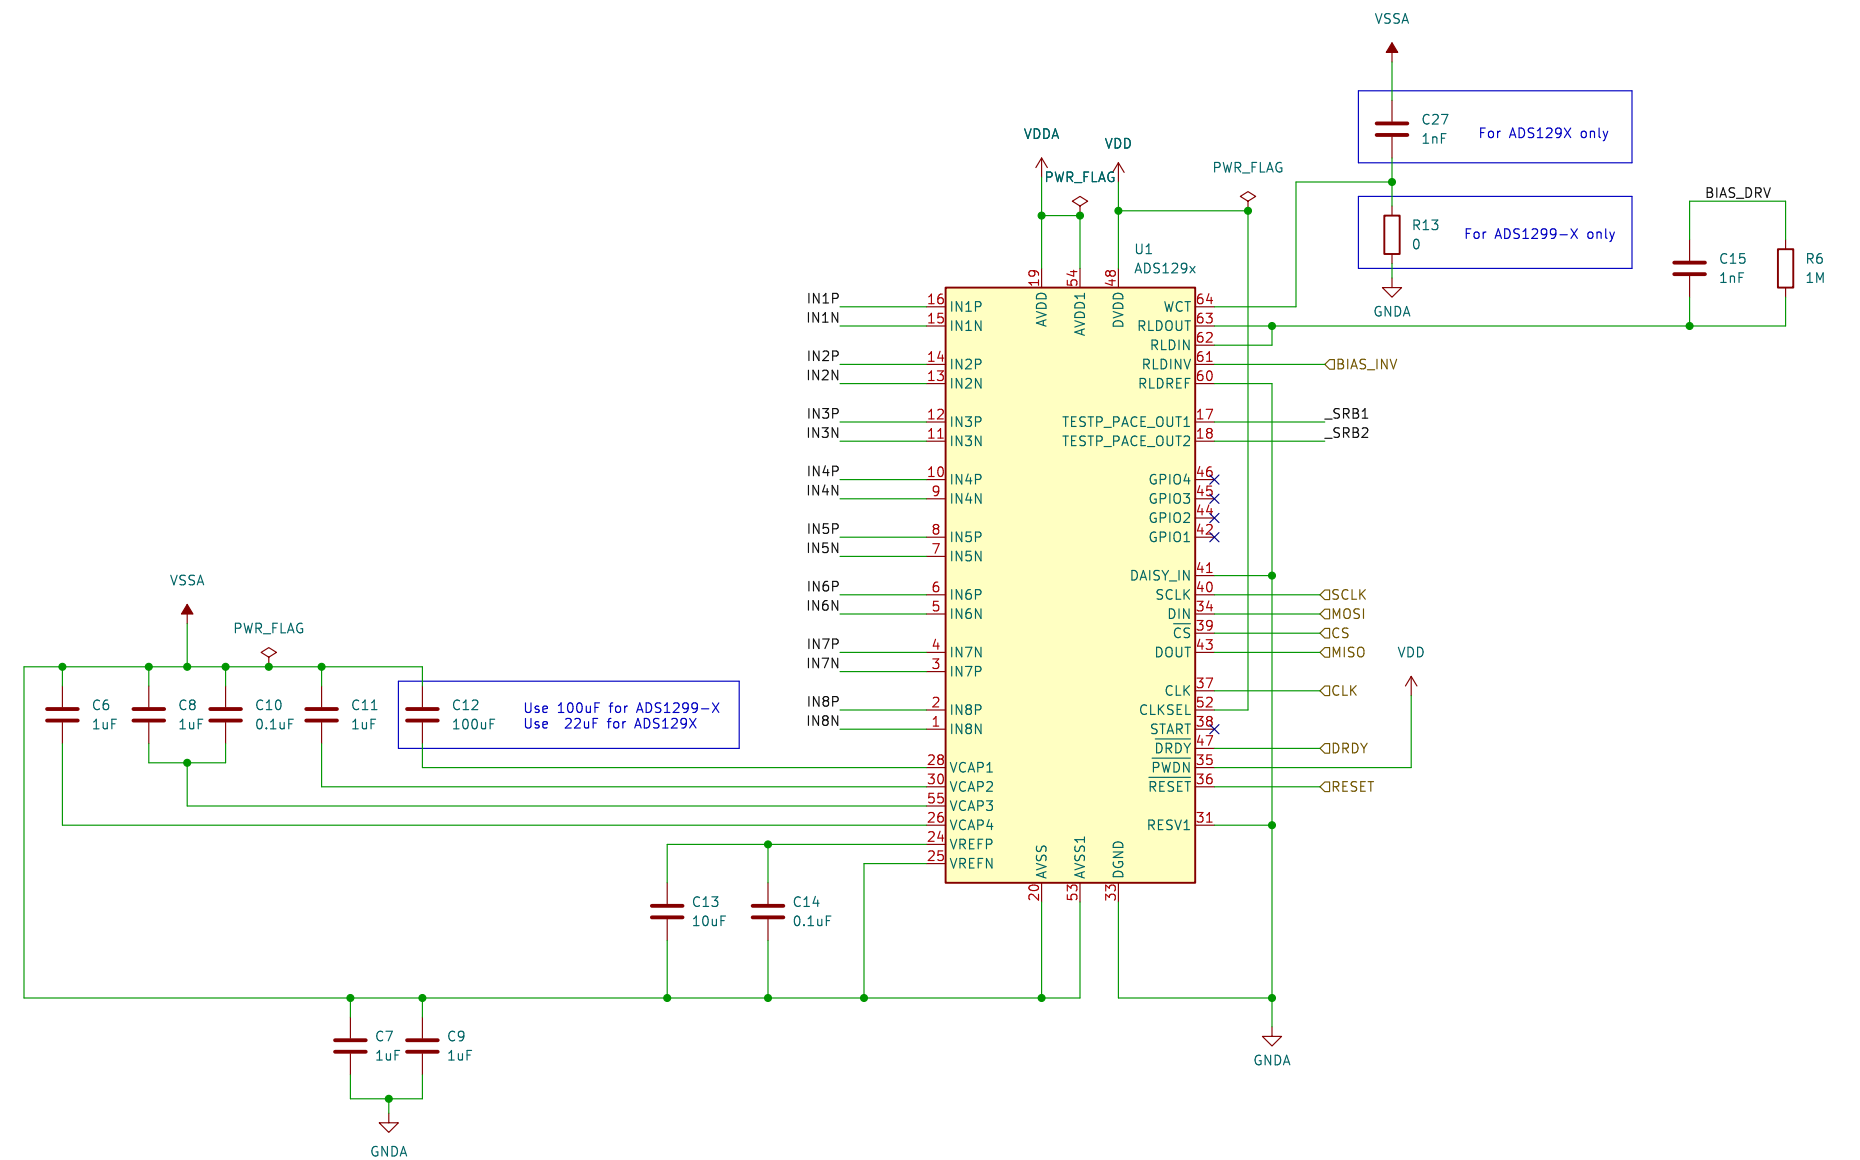 VSSA
C27
1nF
For ADS129X only
VDDA
VDD
PWR_FLAG
PWR_FLAG
BIAS_DRV
R13
0
For ADS1299-X only
GNDA
C15
1nF
R6
1M
U1
ADS129x
19
54
48
AVDD
AVDD1
DVDD
IN1P 16 IN1P
IN1N 15 IN1N
IN2P 14 IN2P
IN2N 13 IN2N
IN3P 12 IN3P
IN3N 11 IN3N
IN4P 10 IN4P
IN4N 9 IN4N
IN5P 8 IN5P
IN5N 7 IN5N
IN6P 6 IN6P
IN6N 5 IN6N
IN7P 4 IN7N
IN7N 3 IN7P
IN8P 2 IN8P
IN8N 1 IN8N
28 VCAP1
30 VCAP2
55 VCAP3
26 VCAP4
24 VREFP
25 VREFN
WCT 64
RLDOUT 63
RLDIN 62
RLDINV 61 BIAS_INV
RLDREF 60
TESTP_PACE_OUT1 17 _SRB1
TESTP_PACE_OUT2 18 _SRB2
GPIO4 46
GPIO3 45
GPIO2 44
GPIO1 42
DAISY_IN 41
SCLK 40 SCLK
DIN 34 MOSI
CS 39 CS
DOUT 43 MISO
CLK 37 CLK
CLKSEL 52
START 38
DRDY 47 DRDY
PWDN 35
RESET 36 RESET
RESV1 31
VDD
AVSS
AVSS1
DGND
20
53
33
VSSA
PWR_FLAG
C6
1uF
C8
1uF
C10
0.1uF
C11
1uF
C12
100uF
Use 100uF for ADS1299-X
Use  22uF for ADS129X
C13
10uF
C14
0.1uF
C7
1uF
C9
1uF
GNDA
GNDA